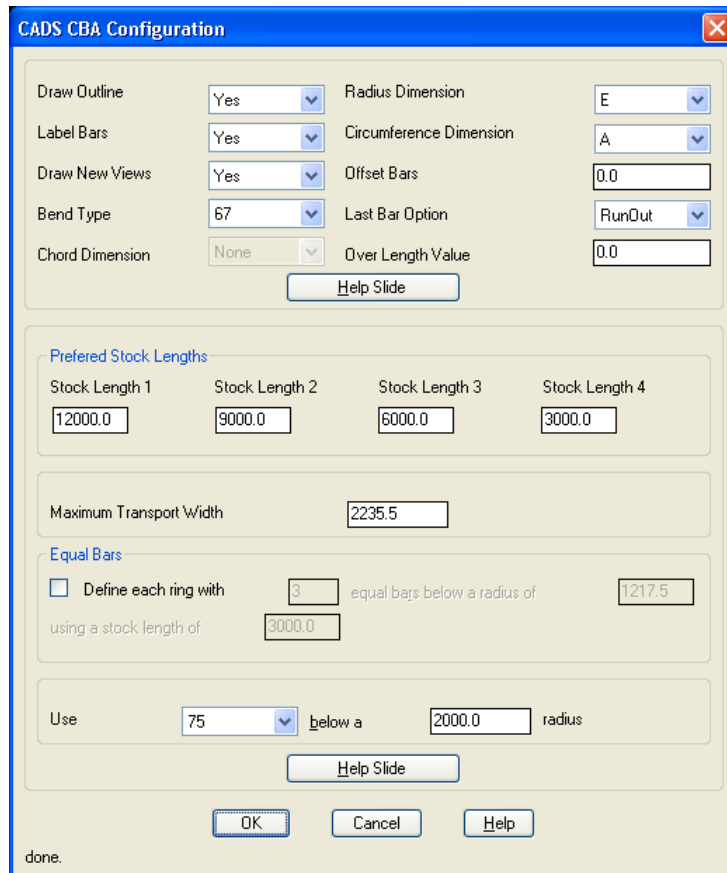 CADS CBA Configuration
Draw Outline Yes Radius Dimension E
Label Bars Yes Circumference Dimension A
Draw New Views Yes Offset Bars 0.0
Bend Type 67 Last Bar Option RunOut
Chord Dimension None Over Length Value 0.0
Help Slide
Prefered Stock Lengths
Stock Length 1 Stock Length 2 Stock Length 3 Stock Length 4
12000.0 9000.0 6000.0 3000.0
Maximum Transport Width 2235.5
Equal Bars
Define each ring with 3 equal bars below a radius of 1217.5
using a stock length of 3000.0
Use 75 below a 2000.0 radius
Help Slide
OK Cancel Help
done.